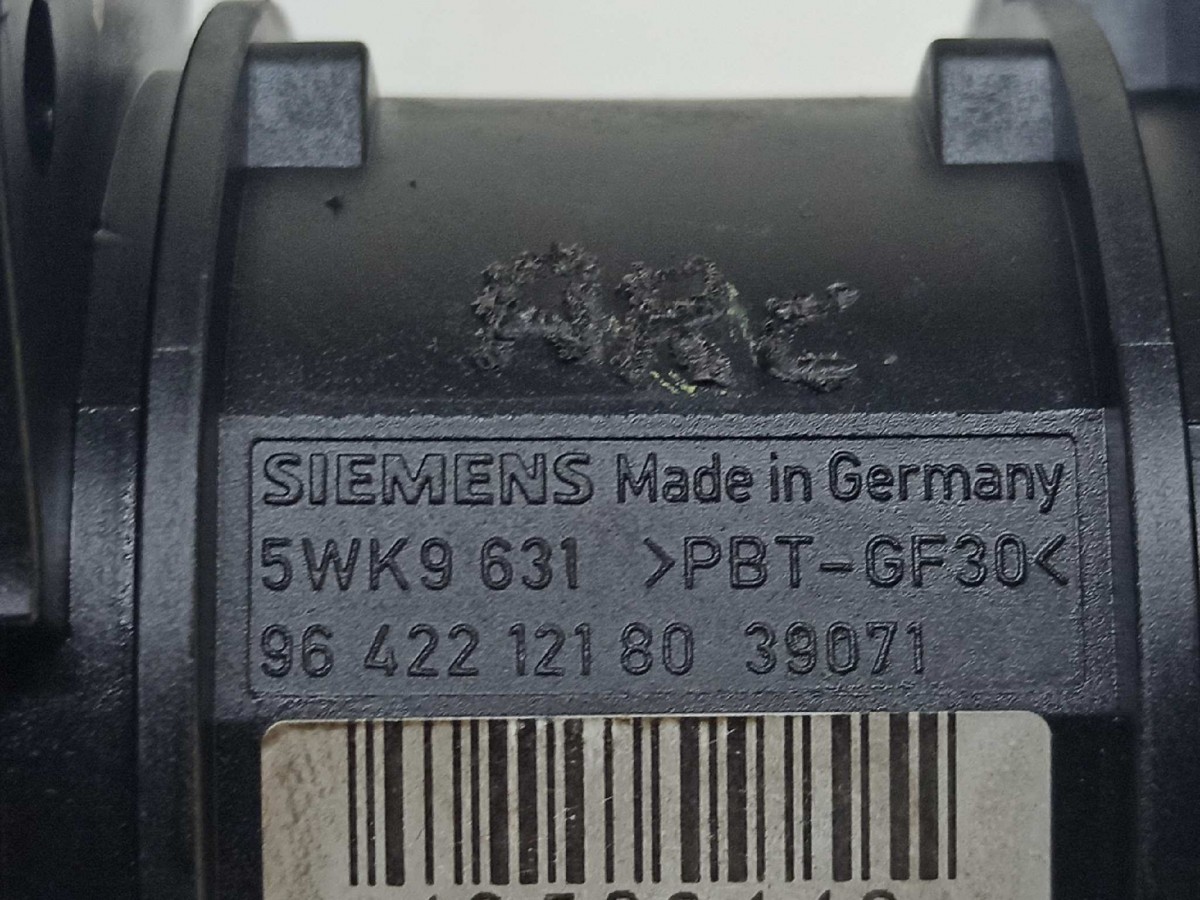 SIEMENS Made in Germany
5WK9 631 >PBT-GF30<
96 422 121 80 39071